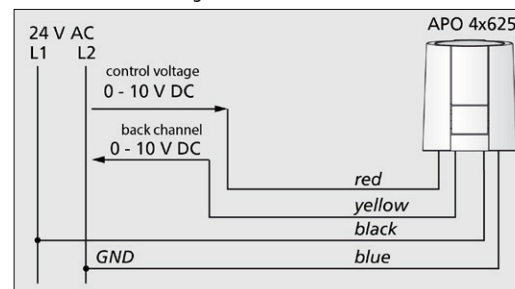 24 V AC
L1 L2
APO 4x625
control voltage
0 - 10 V DC
back channel
0 - 10 V DC
red
yellow
black
GND blue